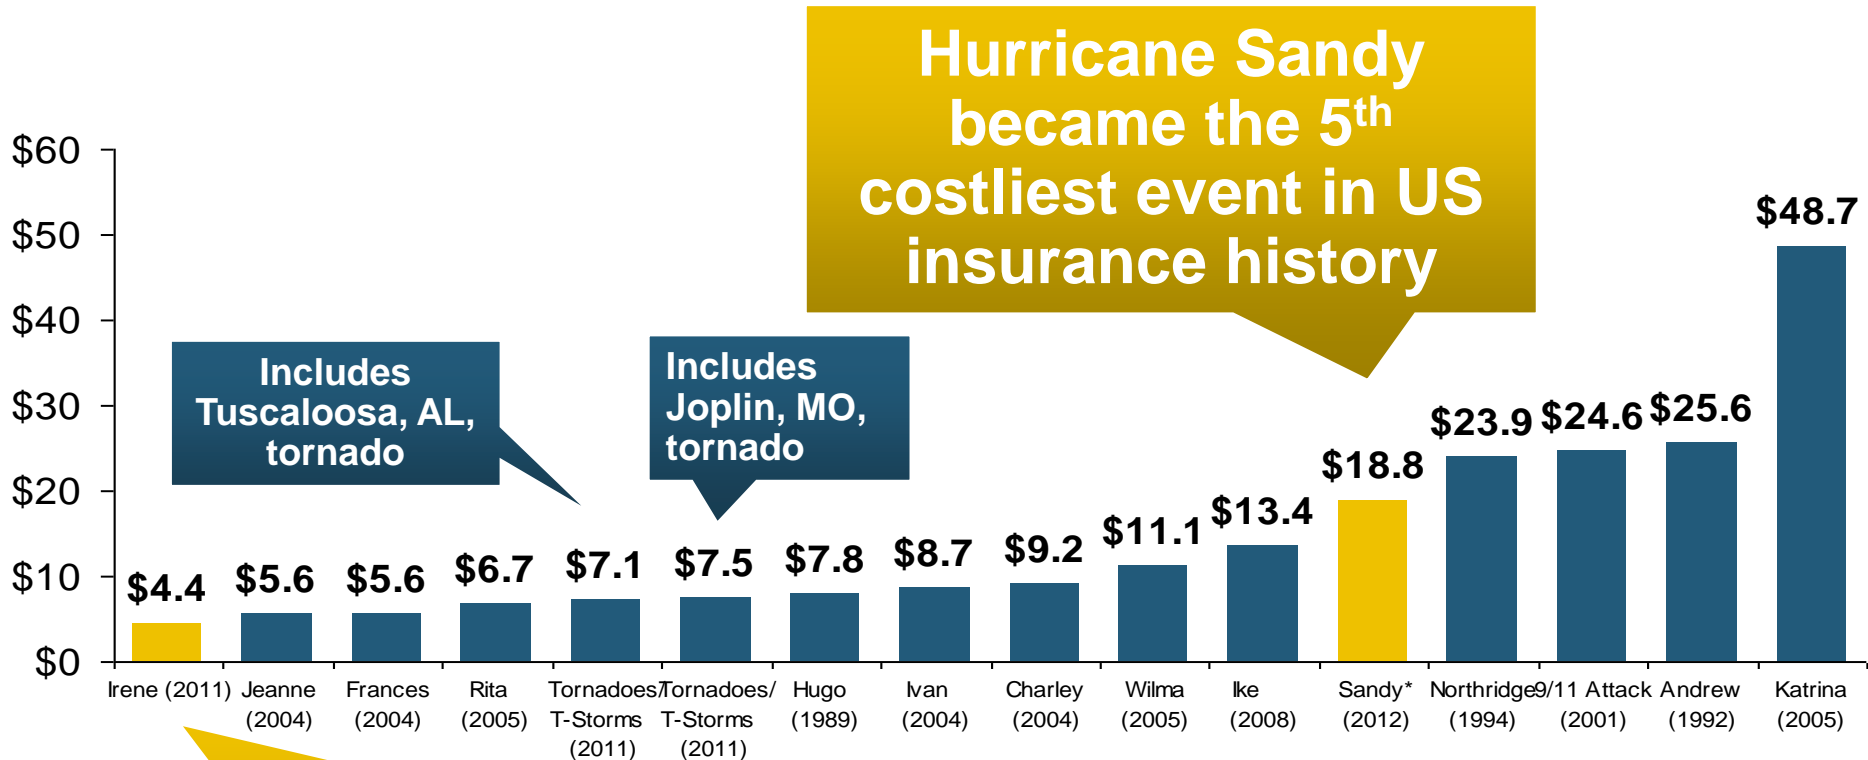 Hurricane Sandy
became the 5th
costliest event in US
insurance history
$60
$50
$40
$30
$20
$10
$0
Includes
Tuscaloosa, AL,
tornado
Includes
Joplin, MO,
tornado
$4.4
$5.6
$5.6
$6.7
$7.1
$7.5
$7.8
$8.7
$9.2
$11.1
$13.4
$18.8
$23.9
$24.6
$25.6
$48.7
Irene (2011)
Jeanne
(2004)
Frances
(2004)
Rita
(2005)
Tornadoes/
T-Storms
(2011)
Tornadoes/
T-Storms
(2011)
Hugo
(1989)
Ivan
(2004)
Charley
(2004)
Wilma
(2005)
Ike
(2008)
Sandy*
(2012)
Northridge
(1994)
9/11 Attack
(2001)
Andrew
(1992)
Katrina
(2005)